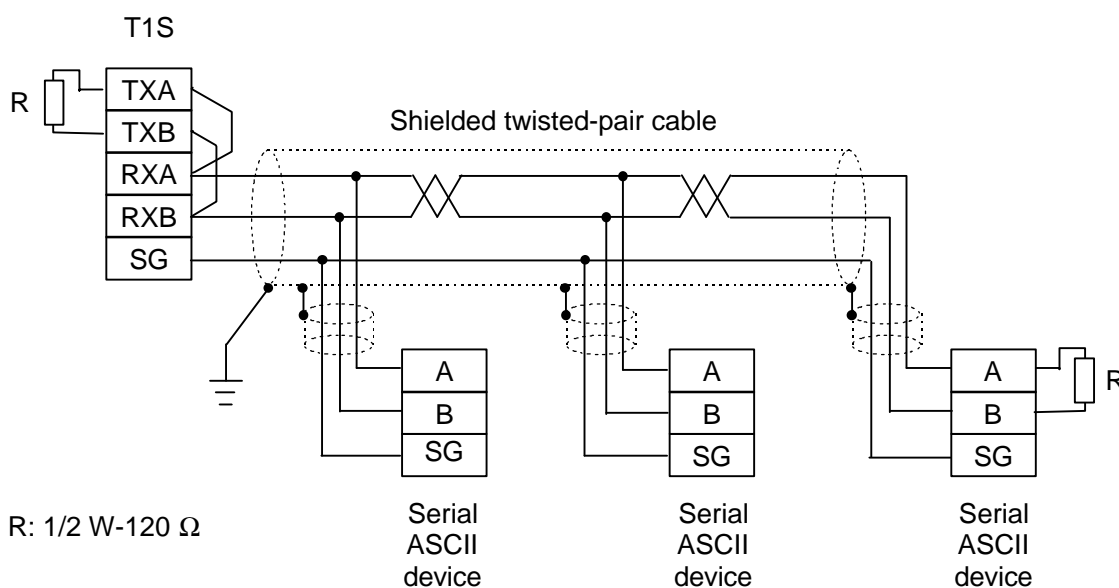 T1S
R
TXA
TXB
RXA
RXB
SG
Shielded twisted-pair cable
A
B
SG
A
B
SG
A
B
SG
R
R: 1/2 W-120 Ω
Serial
ASCII
device
Serial
ASCII
device
Serial
ASCII
device